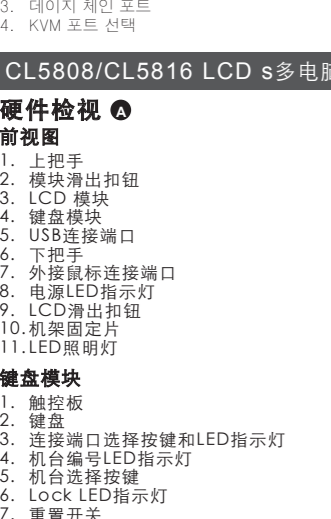 3. 데이지 체인 포트
4. KVM 포트 선택
CL5808/CL5816 LCD s多电脑
硬件检视 A
前视图
1. 上把手
2. 模块滑出扣钮
3. LCD 模块
4. 键盘模块
5. USB连接端口
6. 下把手
7. 外接鼠标连接端口
8. 电源LED指示灯
9. LCD滑出扣钮
10.机架固定片
11.LED照明灯
键盘模块
1. 触控板
2. 键盘
3. 连接端口选择按键和LED指示灯
4. 机台编号LED指示灯
5. 机台选择按键
6. Lock LED指示灯
7. 重置开关